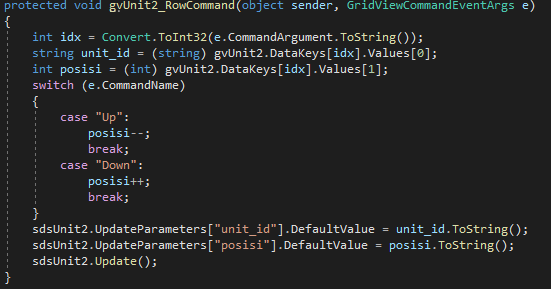 protected void gvUnit2_RowCommand(object sender, GridViewCommandEventArgs e)
{
    int idx = Convert.ToInt32(e.CommandArgument.ToString());
    string unit_id = (string) gvUnit2.DataKeys[idx].Values[0];
    int posisi = (int) gvUnit2.DataKeys[idx].Values[1];
    switch (e.CommandName)
    {
        case "Up":
            posisi--;
            break;
        case "Down":
            posisi++;
            break;
    }
    sdsUnit2.UpdateParameters["unit_id"].DefaultValue = unit_id.ToString();
    sdsUnit2.UpdateParameters["posisi"].DefaultValue = posisi.ToString();
    sdsUnit2.Update();
}